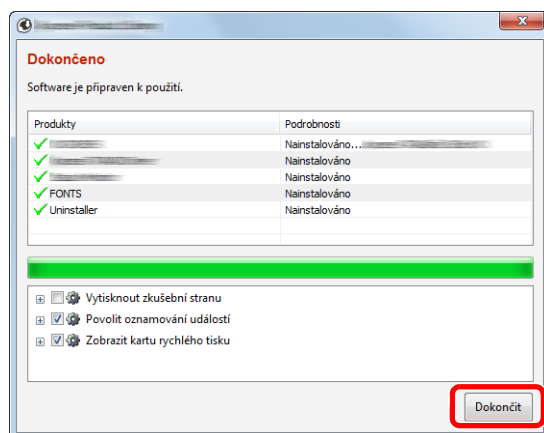 Dokončeno
Software je připraven k použití.
Produkty Podrobnosti
Nainstalováno...
Nainstalováno
Nainstalováno
FONTS Nainstalováno
Uninstaller Nainstalováno
Vytisknout zkušební stranu
Povolit oznamování událostí
Zobrazit kartu rychlého tisku
Dokončit